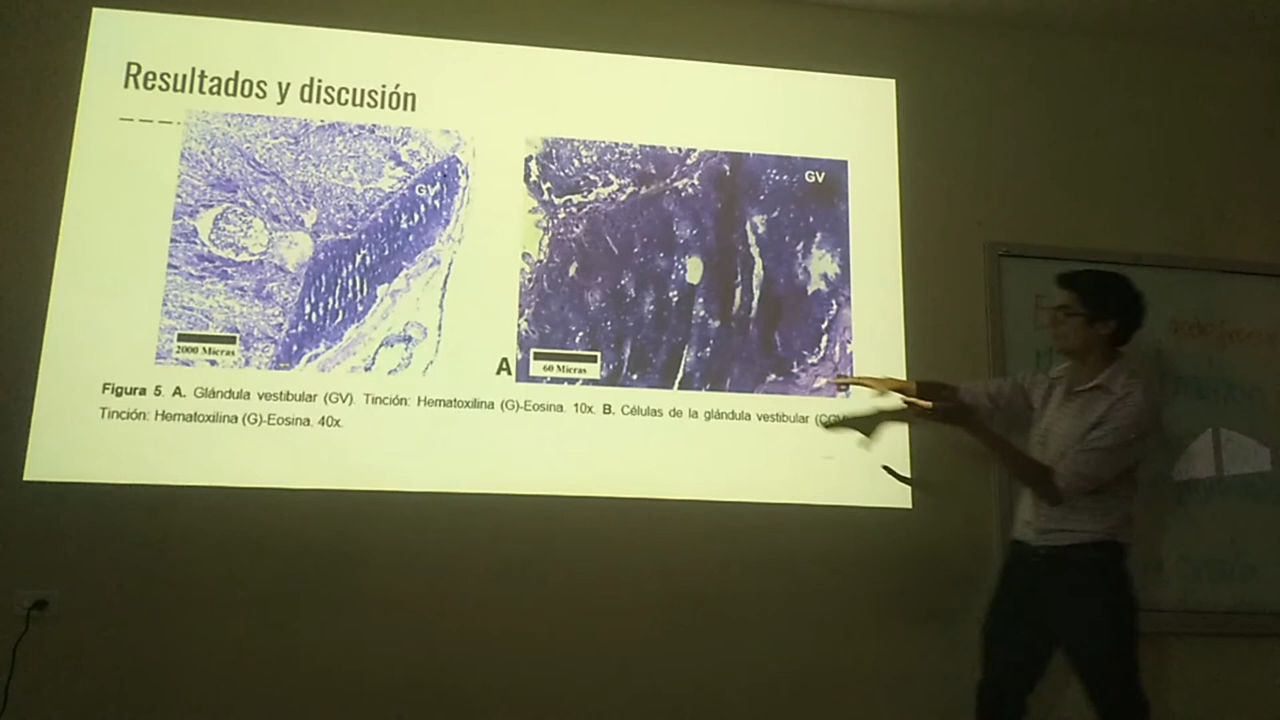 Resultados y discusión
GV
GV
2000 Micras
A
60 Micras
Figura 5. A. Glándula vestibular (GV). Tinción: Hematoxilina (G)-Eosina. 10x. B. Células de la glándula vestibular
Tinción: Hematoxilina (G)-Eosina. 40x.